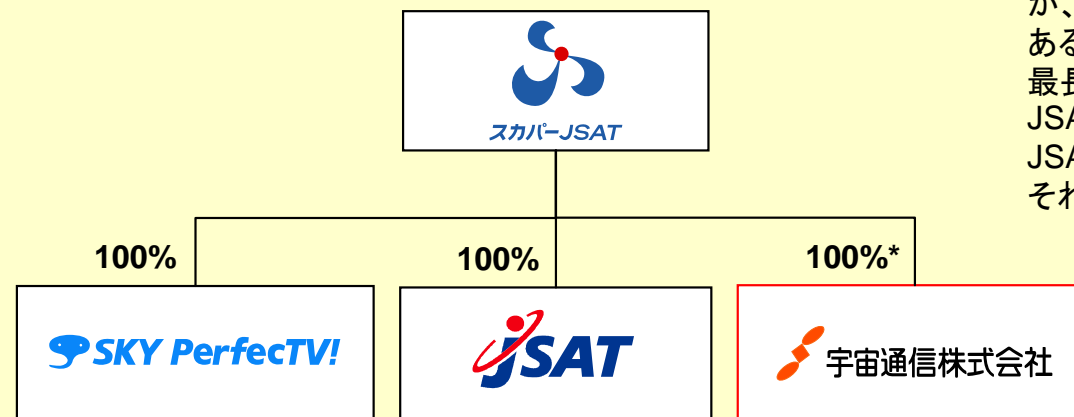 スカパーJSAT
が、
ある
最長
JSA
JSA
それ
100%
100%
100%*
SKY PerfecTV!
JSAT
宇宙通信株式会社